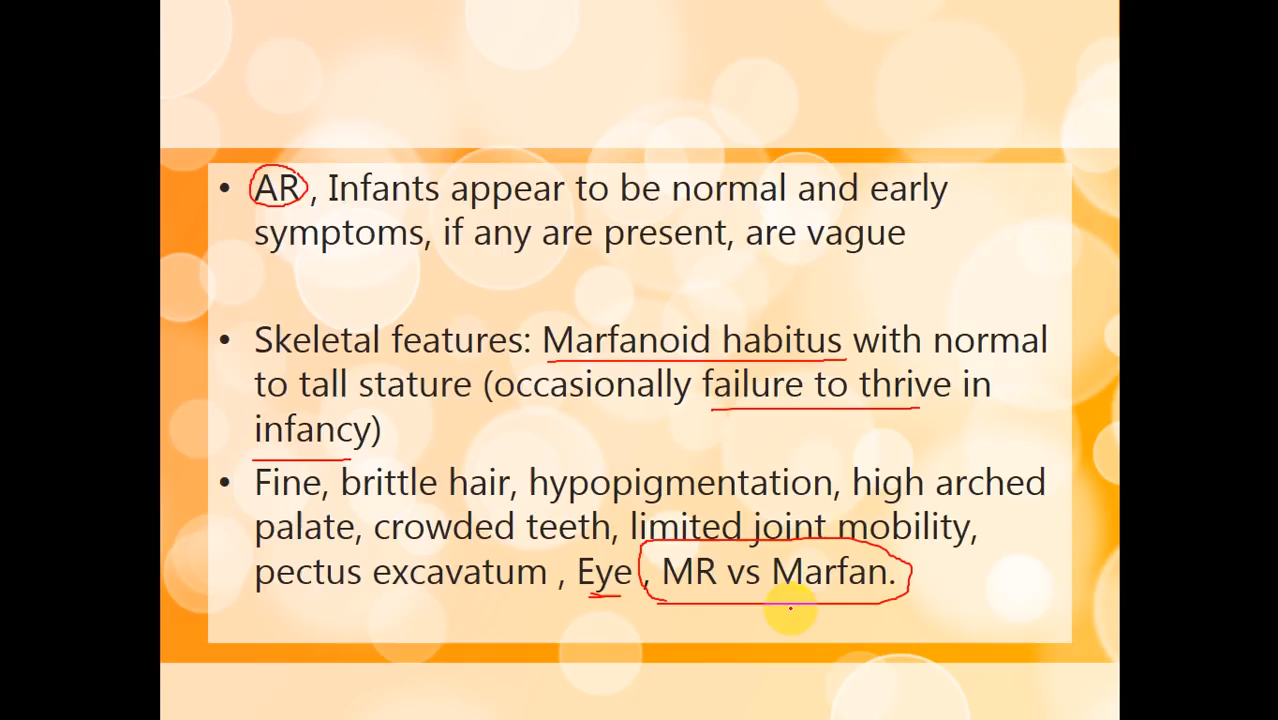 • AR , Infants appear to be normal and early
symptoms, if any are present, are vague
• Skeletal features: Marfanoid habitus with normal
to tall stature (occasionally failure to thrive in
infancy)
• Fine, brittle hair, hypopigmentation, high arched
palate, crowded teeth, limited joint mobility,
pectus excavatum , Eye , MR vs Marfan.